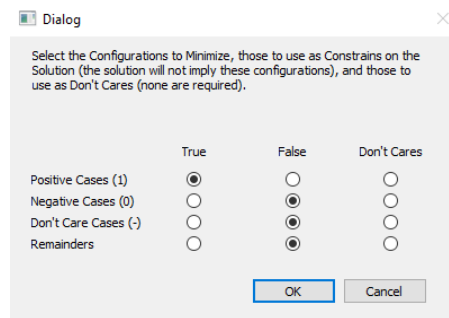 Dialog
Select the Configurations to Minimize, those to use as Constrains on the
Solution (the solution will not imply these configurations), and those to
use as Don't Cares (none are required).
True False Don't Cares
Positive Cases (1)
Negative Cases (0)
Don't Care Cases (-)
Remainders
OK Cancel